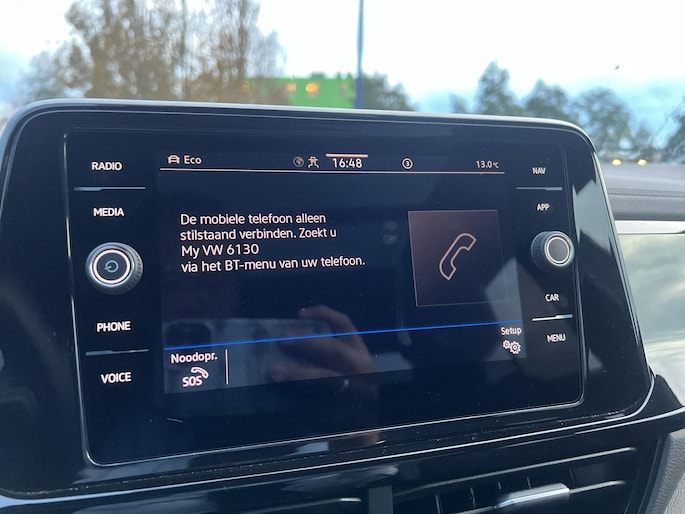 RADIO
MEDIA
PHONE
VOICE
Eco
16:48
3
13.0°C
De mobiele telefoon alleen
stilstaand verbinden. Zoekt u
My VW 6130
via het BT-menu van uw telefoon.
Noodopr.
SOS
Setup
NAV
APP
CAR
MENU